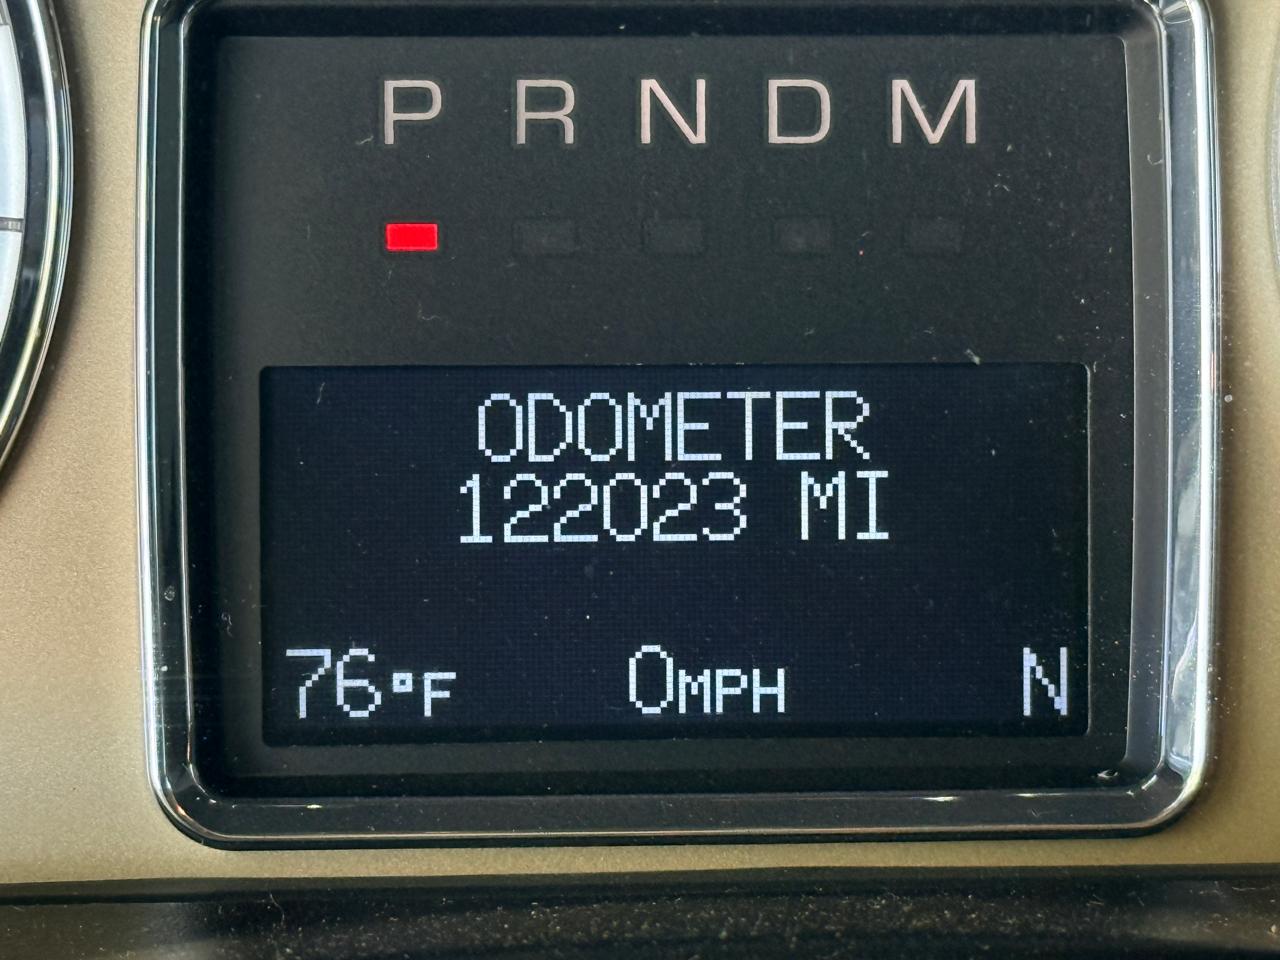 P R N D M
ODOMETER
122023 MI
76°F 0MPH N